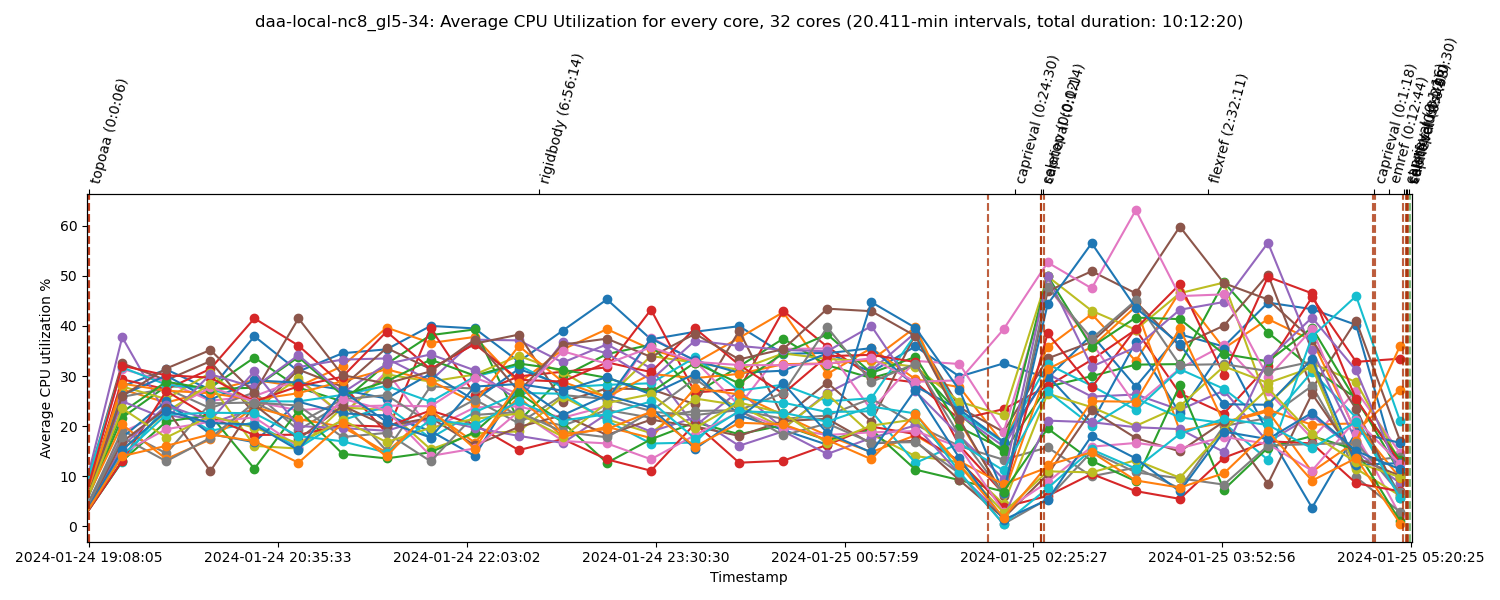 daa-local-nc8_gl5-34: Average CPU Utilization for every core, 32 cores (20.411-min intervals, total duration: 10:12:20)
topoaa (0:0:06)
rigidbody (6:56:14)
caprieval (0:24:30)
flexref (2:32:11)
caprieval (0:1:18)
emref (0:12:44)
Average CPU utilization %
60
50
40
30
20
10
0
2024-01-24 19:08:05
2024-01-24 20:35:33
2024-01-24 22:03:02
2024-01-24 23:30:30
2024-01-25 00:57:59
2024-01-25 02:25:27
2024-01-25 03:52:56
2024-01-25 05:20:25
Timestamp